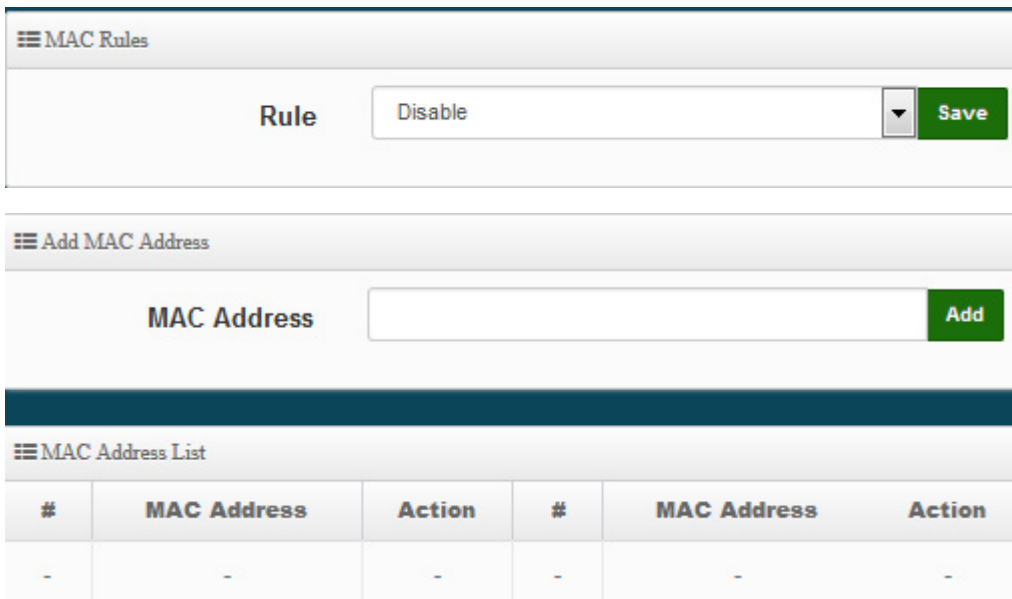 MAC Rules
Rule Disable Save
Add MAC Address
MAC Address Add
MAC Address List
# MAC Address Action # MAC Address Action
- - - - - -